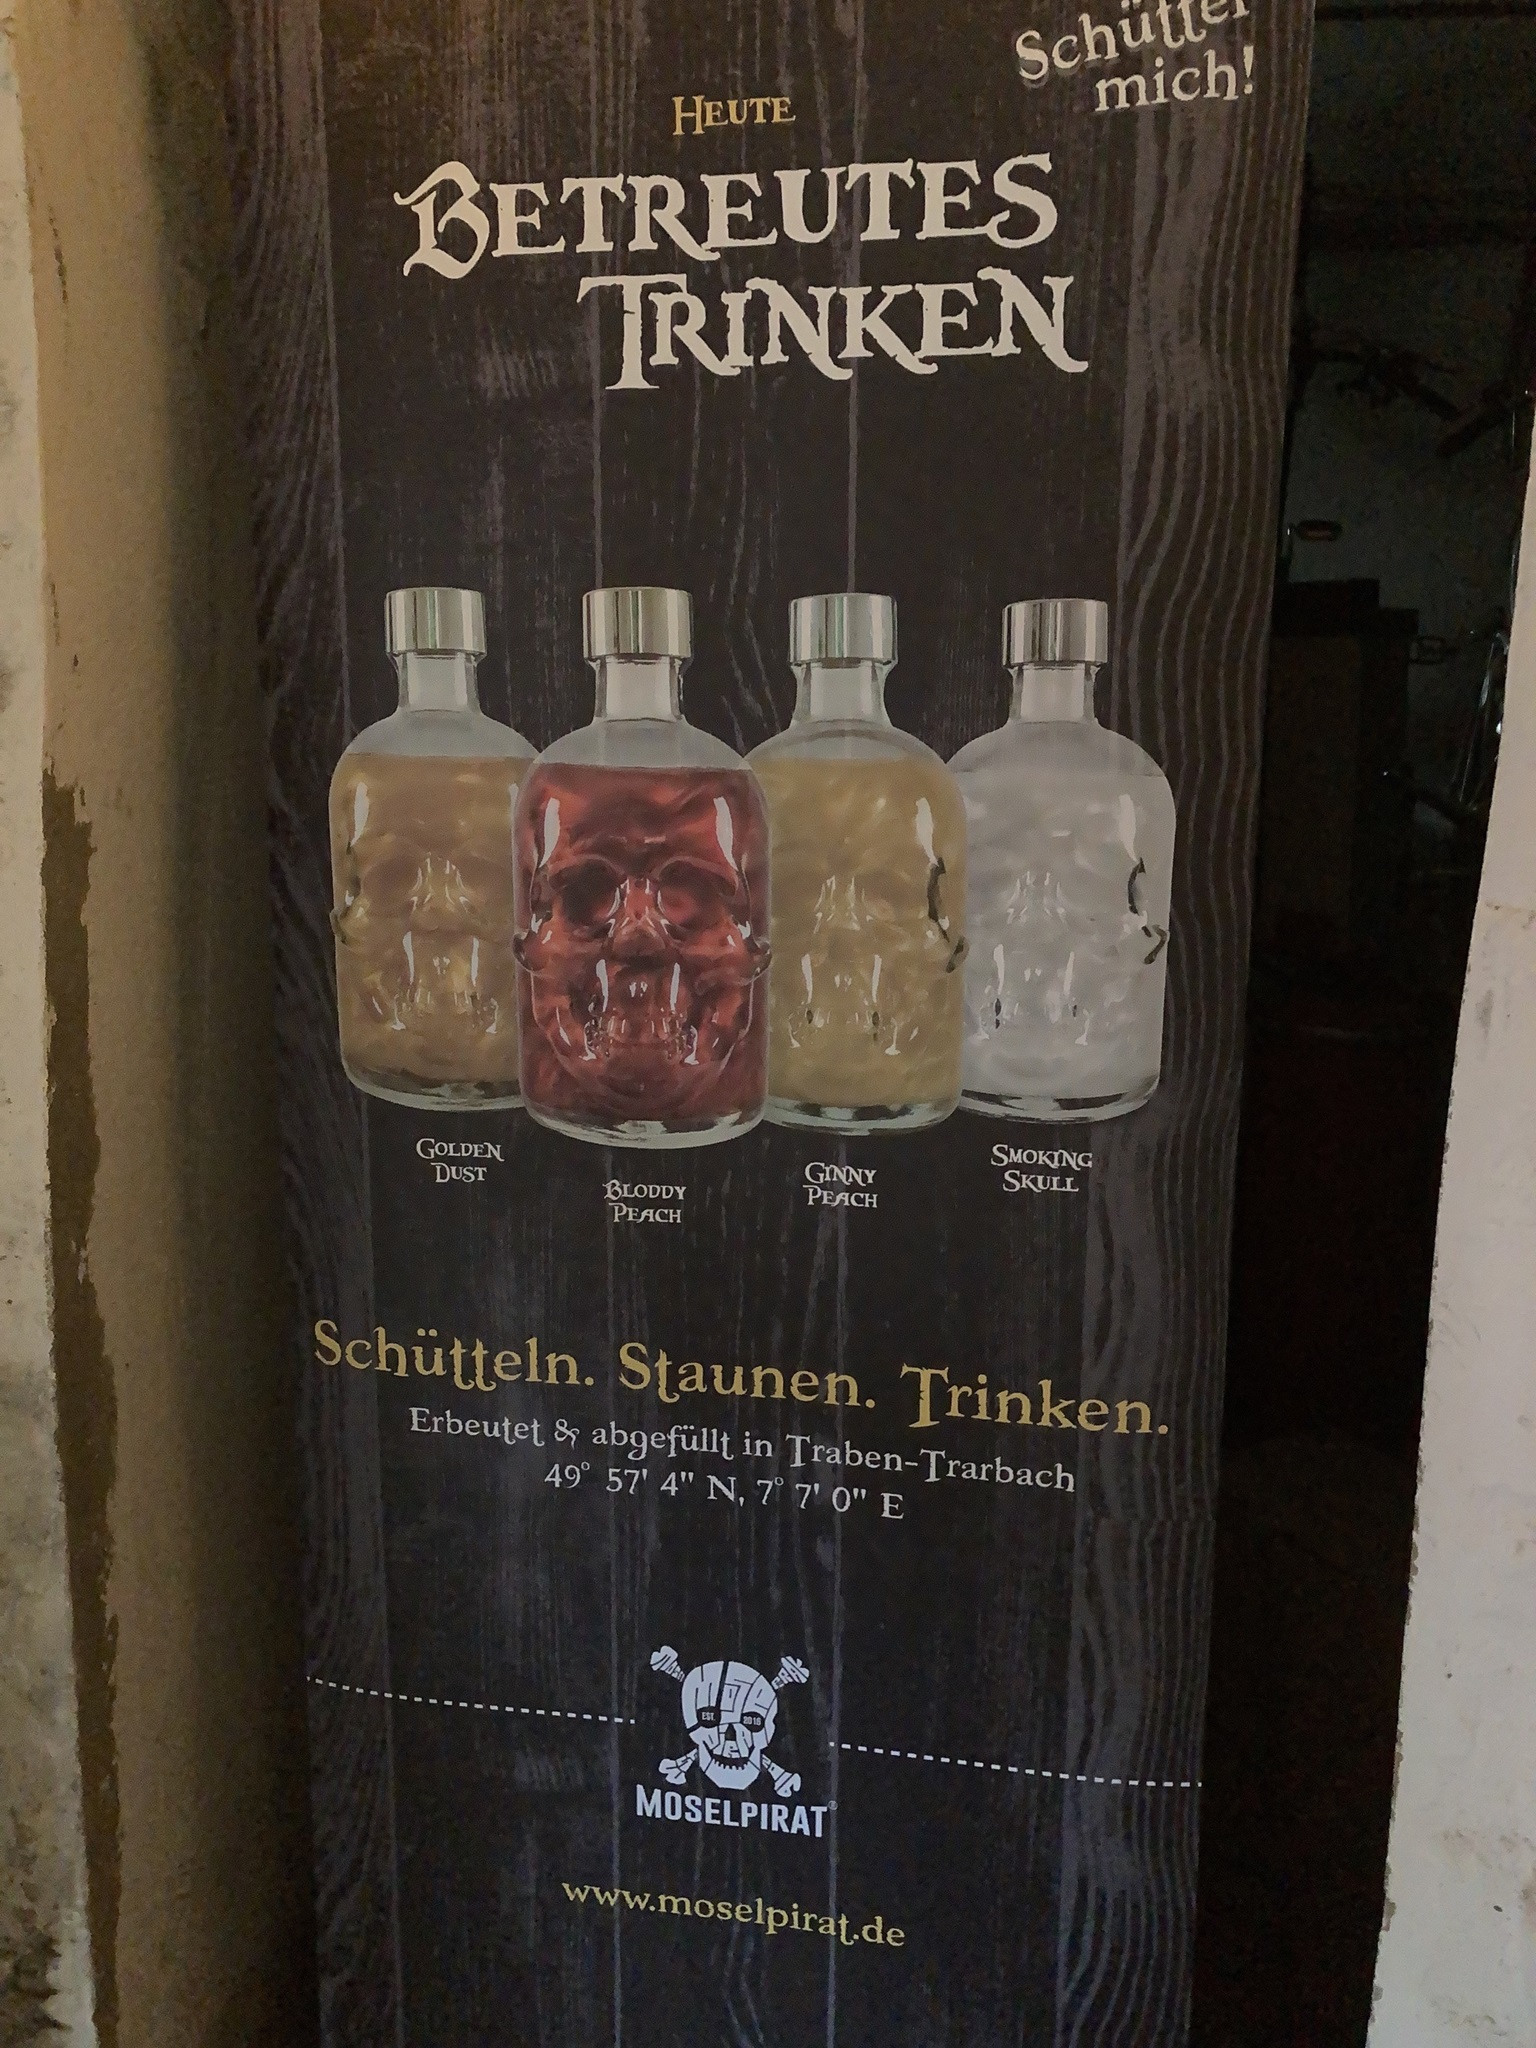 Schüttel
mich!
HEUTE
BETREUTES
TRINKEN
GOLDEN
DUST
BLODDY
PEACH
GINNY
PEACH
SMOKING
SKULL
Schütteln. Staunen. Trinken.
Erbeutet & abgefüllt in Traben-Trarbach
49° 57' 4" N, 7° 7' 0" E
EST. 2016
MOSELPIRAT®
www.moselpirat.de